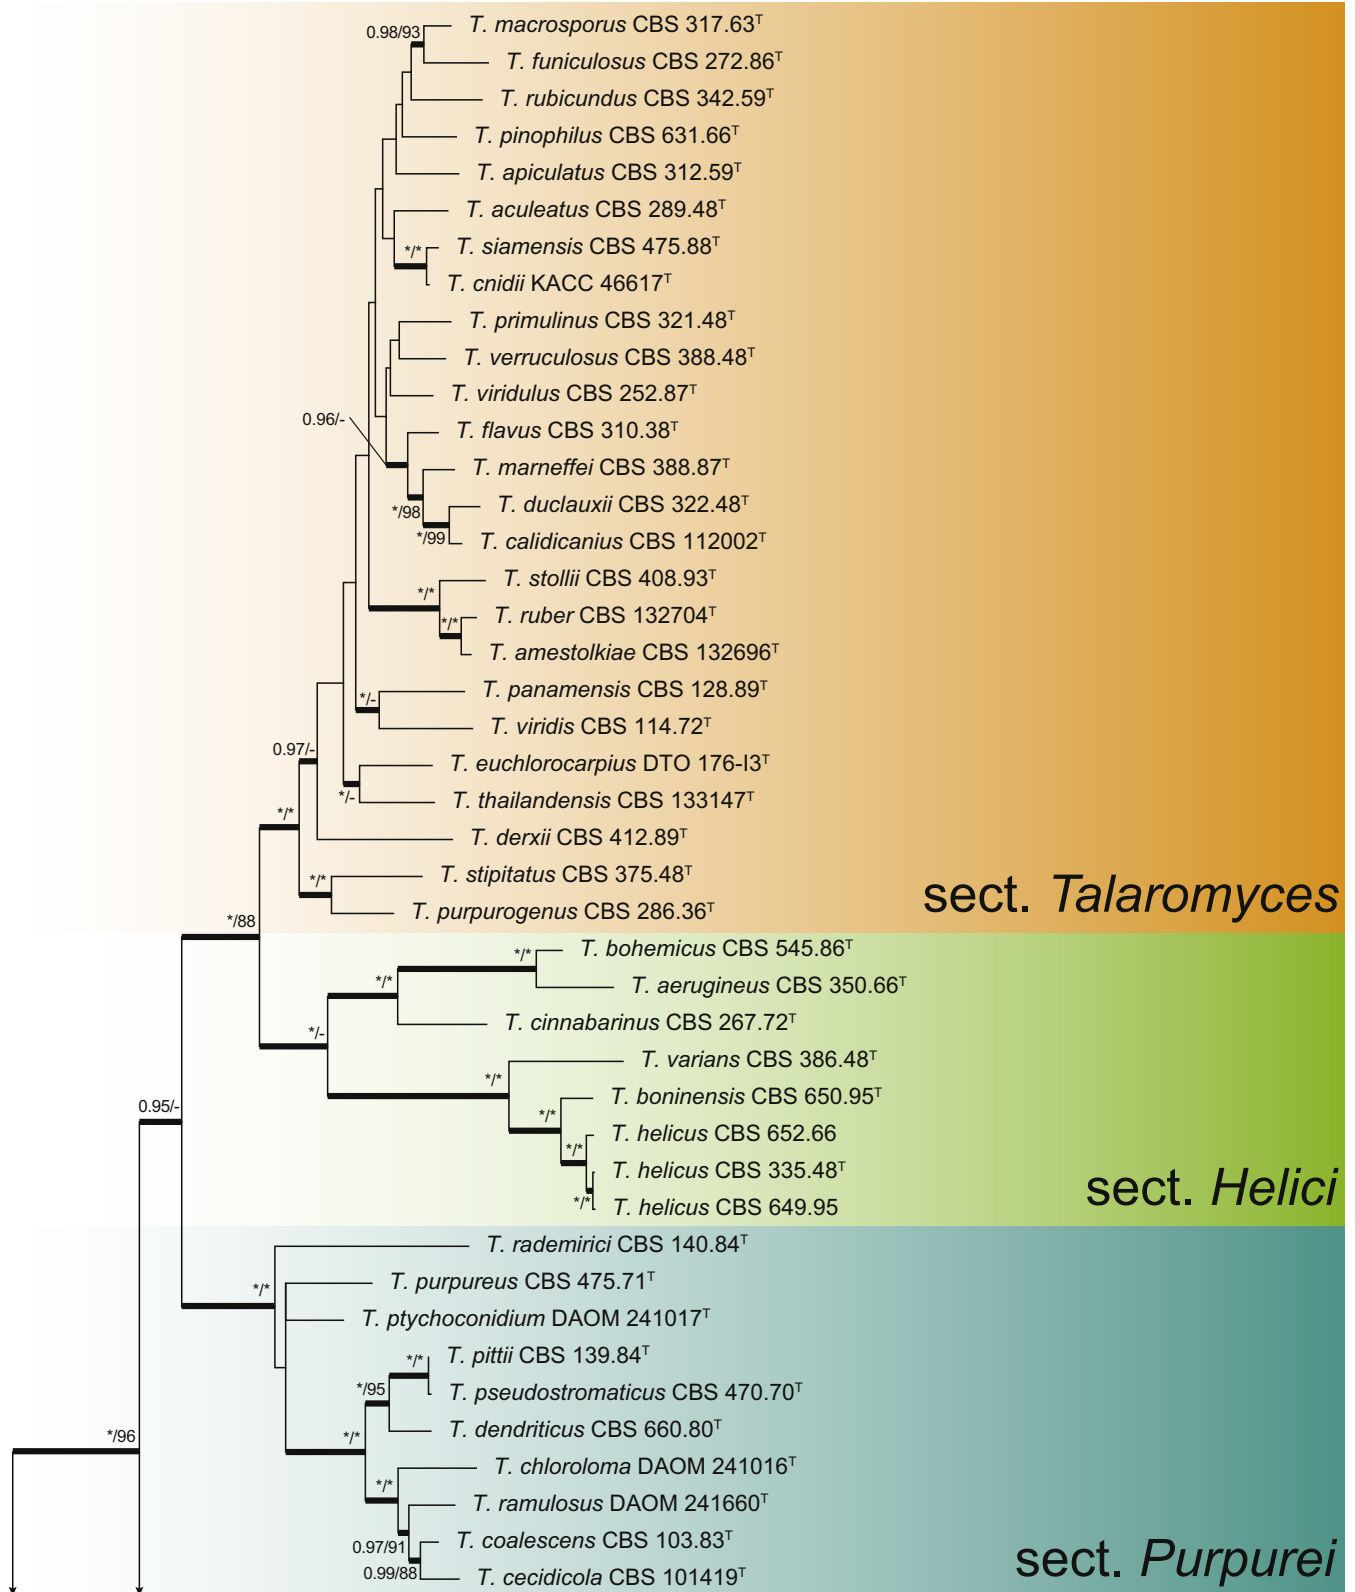 T. macrosporus CBS 317.63T
0.98/93
T. funiculosus CBS 272.86T
T. rubicundus CBS 342.59T
T. pinophilus CBS 631.66T
T. apiculatus CBS 312.59T
T. aculeatus CBS 289.48T
T. siamensis CBS 475.88T
*/*
T. cnidii KACC 46617T
T. primulinus CBS 321.48T
T. verruculosus CBS 388.48T
T. viridulus CBS 252.87T
0.96/-
T. flavus CBS 310.38T
T. marneffei CBS 388.87T
T. duclauxii CBS 322.48T
*/98
*/99
T. calidicanius CBS 112002T
T. stollii CBS 408.93T
*/*
T. ruber CBS 132704T
*/*
T. amestolkiae CBS 132696T
T. panamensis CBS 128.89T
*/-
T. viridis CBS 114.72T
0.97/-
T. euchlorocarpius DTO 176-I3T
*/-
T. thailandensis CBS 133147T
*/*
T. derxii CBS 412.89T
T. stipitatus CBS 375.48T
*/*
T. purpurogenus CBS 286.36T
sect. Talaromyces
*/88
T. bohemicus CBS 545.86T
*/*
T. aerugineus CBS 350.66T
*/*
T. cinnabarinus CBS 267.72T
*/-
T. varians CBS 386.48T
*/*
T. boninensis CBS 650.95T
0.95/-
*/*
T. helicus CBS 652.66
*/*
T. helicus CBS 335.48T
*/*
T. helicus CBS 649.95
sect. Helici
T. rademirici CBS 140.84T
*/*
T. purpureus CBS 475.71T
T. ptychoconidium DAOM 241017T
T. pittii CBS 139.84T
*/*
T. pseudostromaticus CBS 470.70T
*/95
T. dendriticus CBS 660.80T
*/96
*/*
T. chloroloma DAOM 241016T
*/*
T. ramulosus DAOM 241660T
T. coalescens CBS 103.83T
0.97/91
0.99/88
T. cecidicola CBS 101419T
sect. Purpurei